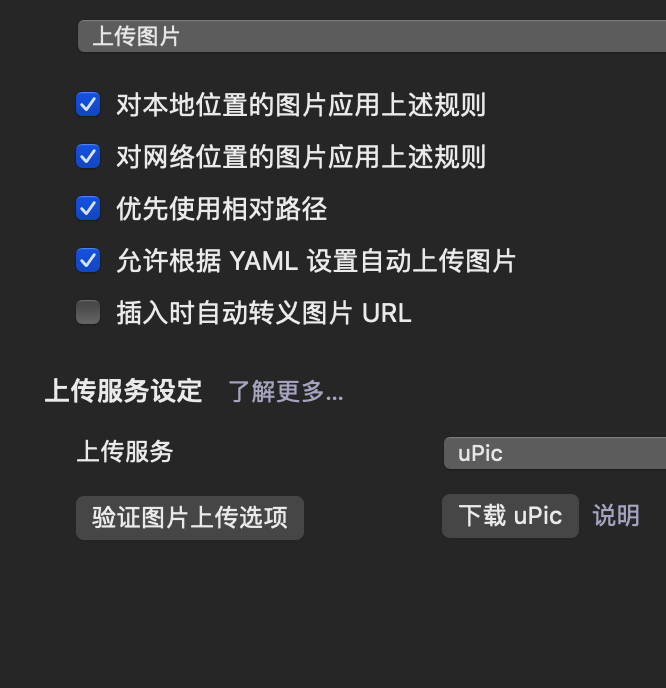 上传图片
对本地位置的图片应用上述规则
对网络位置的图片应用上述规则
优先使用相对路径
允许根据 YAML 设置自动上传图片
插入时自动转义图片 URL
上传服务设定 了解更多...
上传服务 uPic
验证图片上传选项 下载 uPic 说明